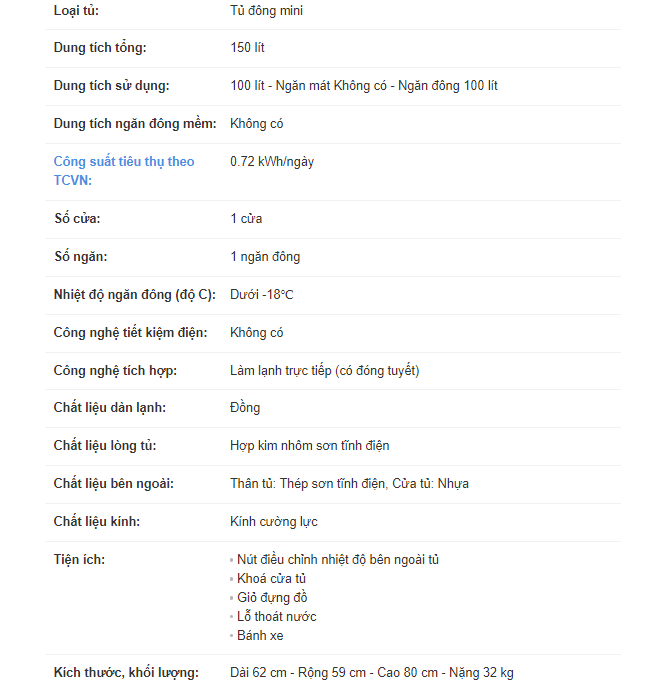 Loại tủ: Tủ đông mini
Dung tích tổng: 150 lít
Dung tích sử dụng: 100 lít - Ngăn mát Không có - Ngăn đông 100 lít
Dung tích ngăn đông mềm: Không có
Công suất tiêu thụ theo TCVN: 0.72 kWh/ngày
Số cửa: 1 cửa
Số ngăn: 1 ngăn đông
Nhiệt độ ngăn đông (độ C): Dưới -18°C
Công nghệ tiết kiệm điện: Không có
Công nghệ tích hợp: Làm lạnh trực tiếp (có đóng tuyết)
Chất liệu dàn lạnh: Đồng
Chất liệu lòng tủ: Hợp kim nhôm sơn tĩnh điện
Chất liệu bên ngoài: Thân tủ: Thép sơn tĩnh điện, Cửa tủ: Nhựa
Chất liệu kính: Kính cường lực
Tiện ích: • Nút điều chỉnh nhiệt độ bên ngoài tủ
• Khoá cửa tủ
• Giỏ đựng đồ
• Lỗ thoát nước
• Bánh xe
Kích thước, khối lượng: Dài 62 cm - Rộng 59 cm - Cao 80 cm - Nặng 32 kg